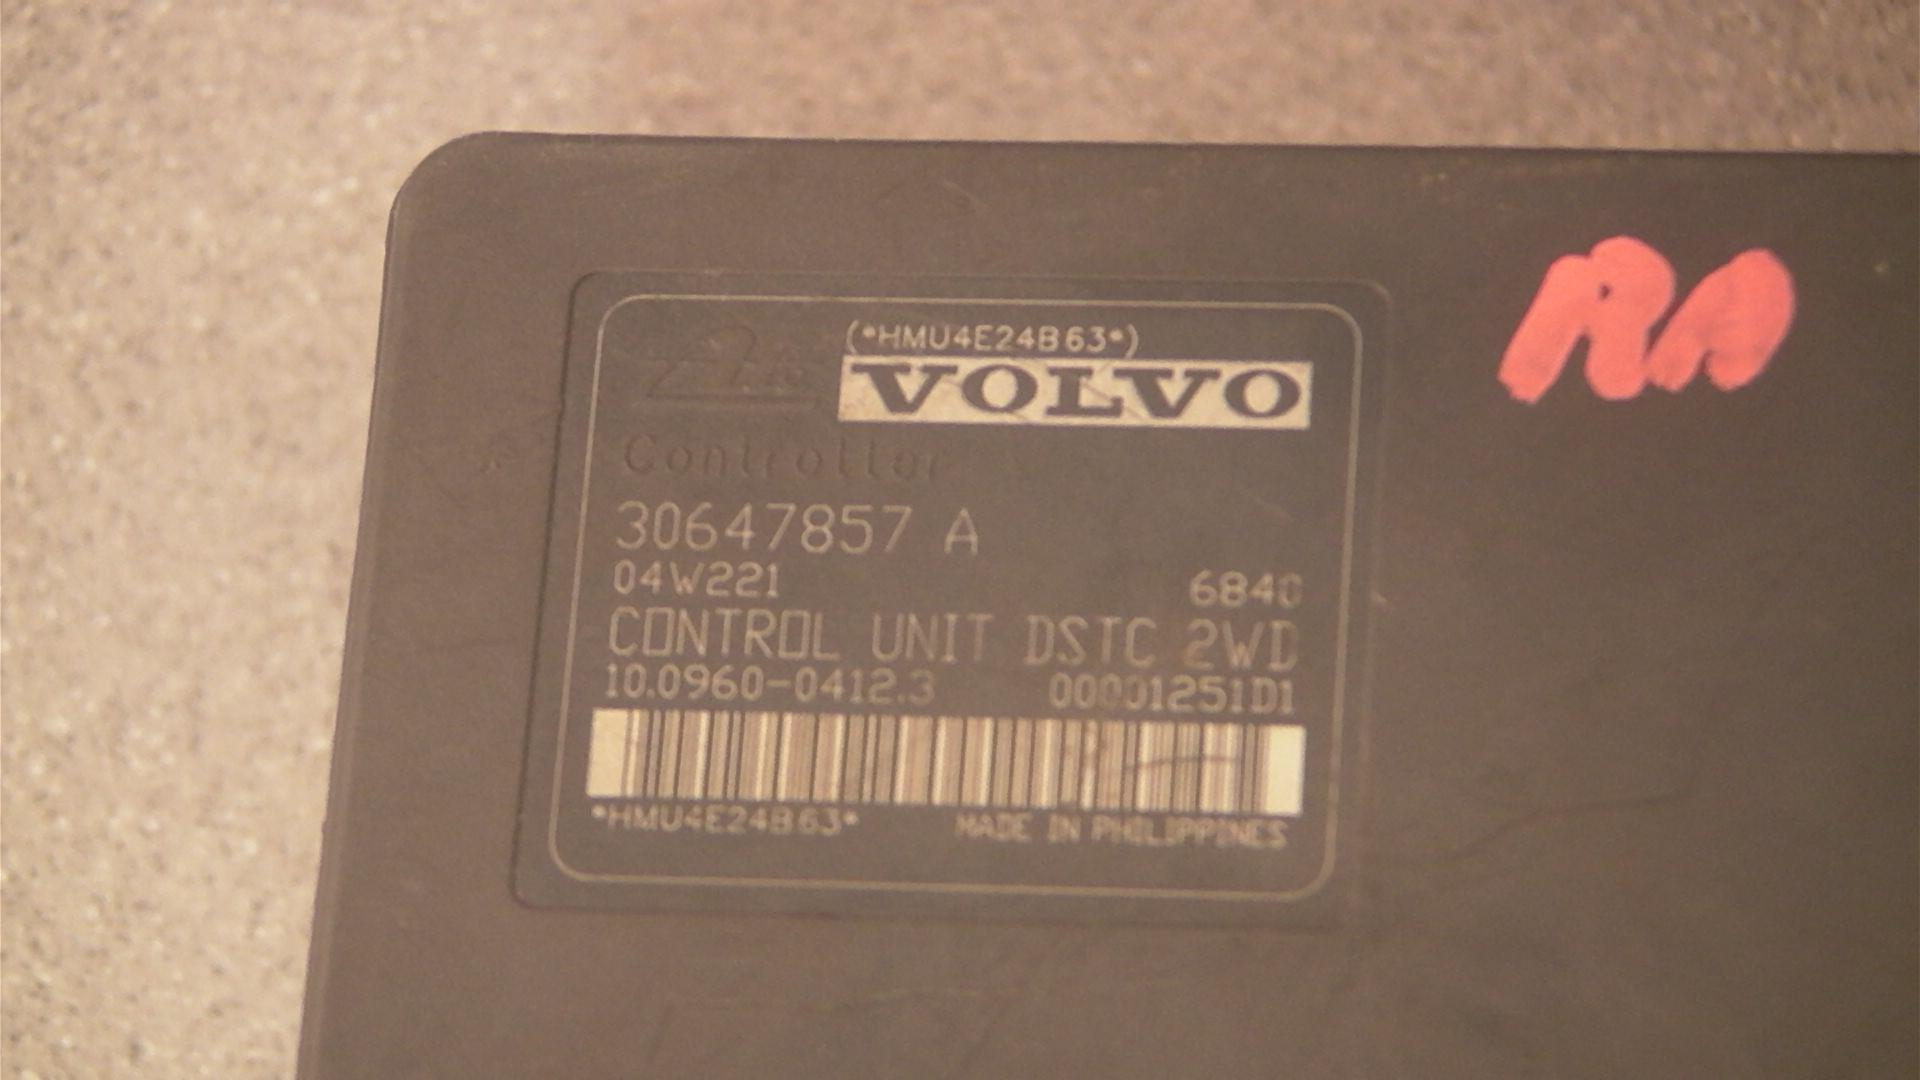 (*HMU4E24B63*)
VOLVO
Controller
30647857 A
04W221 6840
CONTROL UNIT DSTC 2WD
10.0960-0412.3 00001251D1
*HMU4E24B63* MADE IN PHILIPPINES
RA